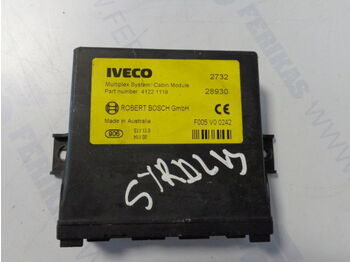 IVECO 2732
Multiplex System: Cabin Module
Part number 4122 1118 28930
ROBERT BOSCH GmbH CE
Made in Australia F005 V0 0242
STRDLV